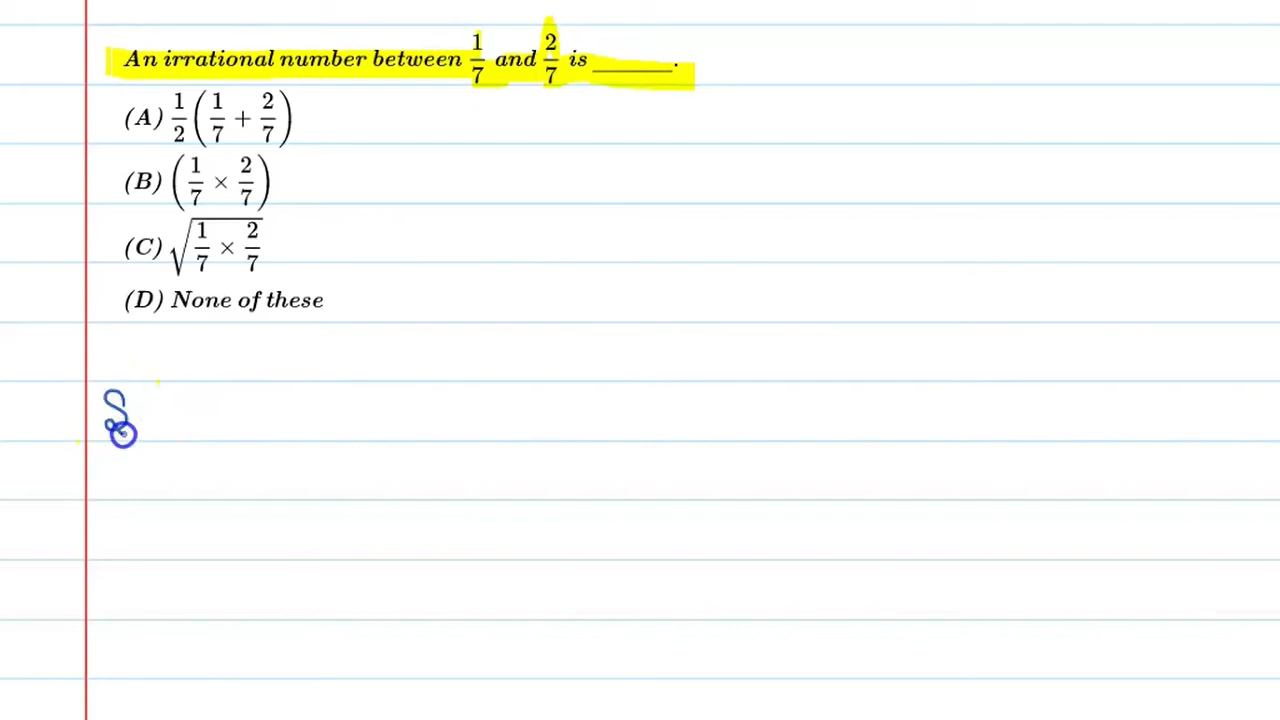 An irrational number between 1/7 and 2/7 is ______.
(A) 1/2 (1/7 + 2/7)
(B) (1/7 × 2/7)
(C) √(1/7 × 2/7)
(D) None of these
S